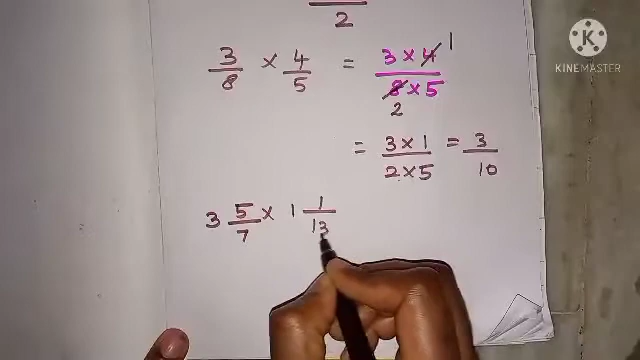 2
3/8 × 4/5 = 3 × 4/8 × 5 1 2
= 3 × 1/2 × 5 = 3/10
3 5/7 × 1 1/13
KINEMASTER